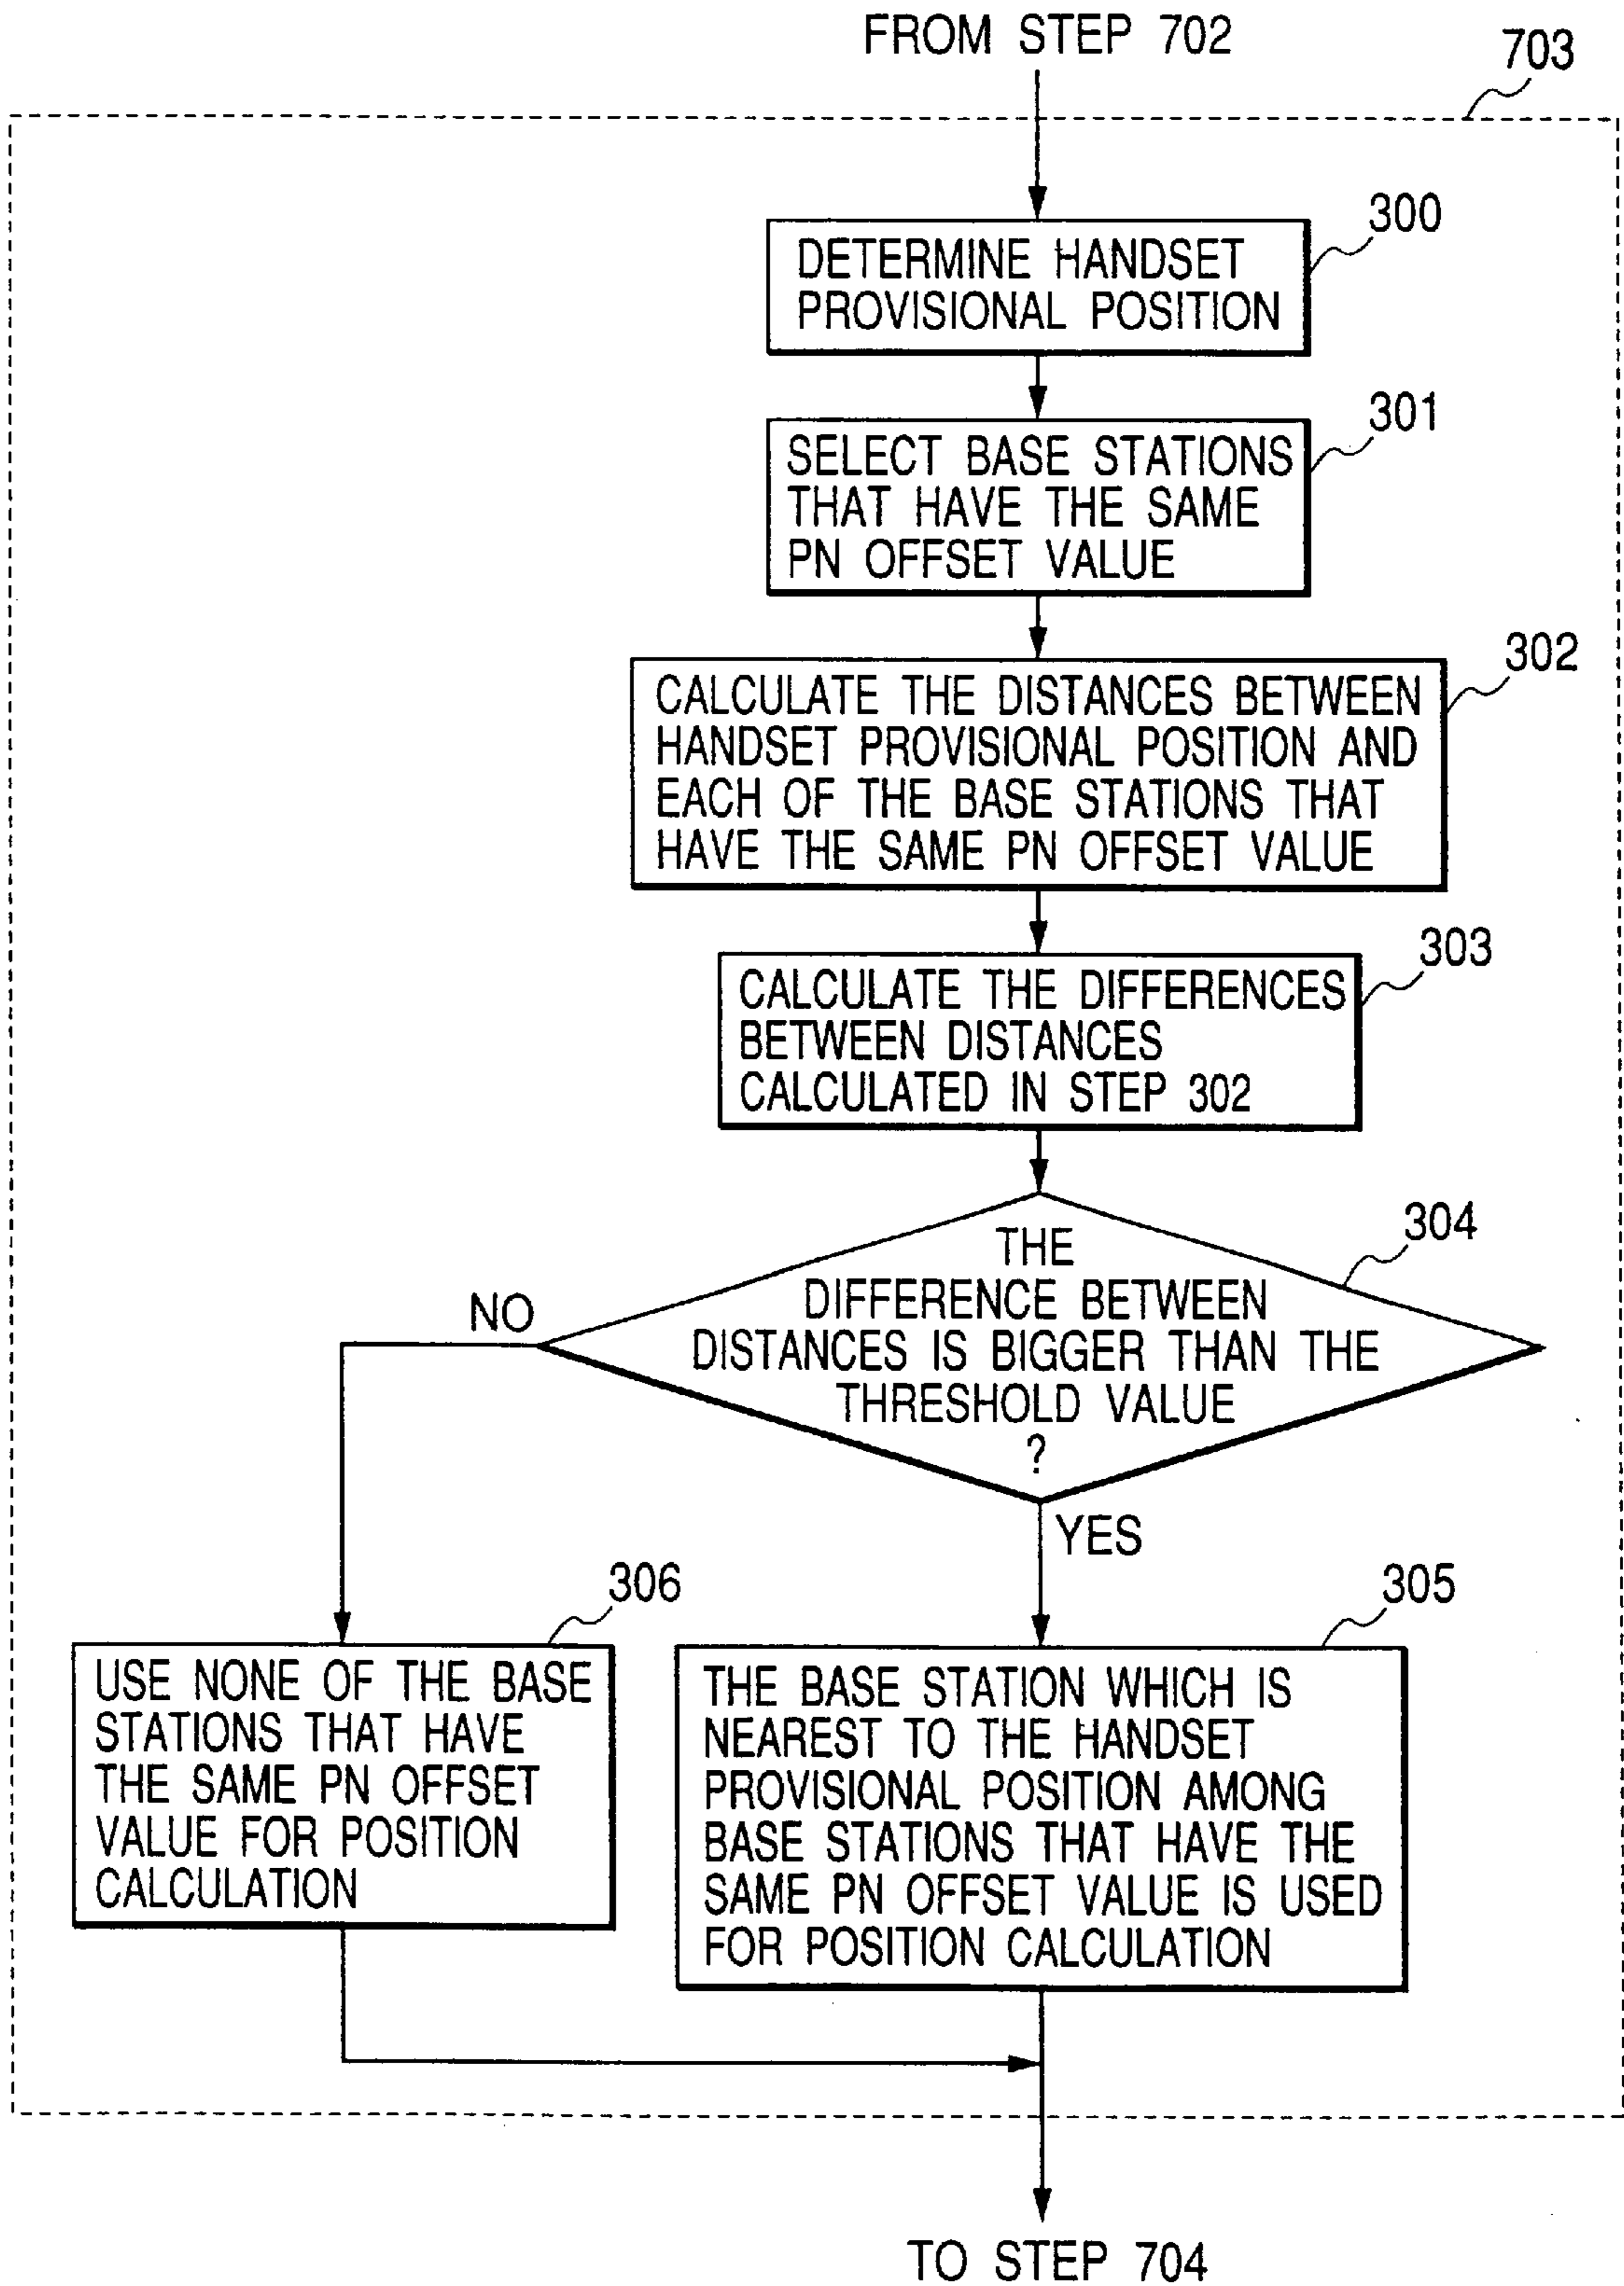 FROM STEP 702
703
300
DETERMINE HANDSET
PROVISIONAL POSITION
301
SELECT BASE STATIONS
THAT HAVE THE SAME
PN OFFSET VALUE
302
CALCULATE THE DISTANCES BETWEEN
HANDSET PROVISIONAL POSITION AND
EACH OF THE BASE STATIONS THAT
HAVE THE SAME PN OFFSET VALUE
303
CALCULATE THE DIFFERENCES
BETWEEN DISTANCES
CALCULATED IN STEP 302
304
THE
DIFFERENCE BETWEEN
DISTANCES IS BIGGER THAN THE
THRESHOLD VALUE
?
NO
YES
306
USE NONE OF THE BASE
STATIONS THAT HAVE
THE SAME PN OFFSET
VALUE FOR POSITION
CALCULATION
305
THE BASE STATION WHICH IS
NEAREST TO THE HANDSET
PROVISIONAL POSITION AMONG
BASE STATIONS THAT HAVE THE
SAME PN OFFSET VALUE IS USED
FOR POSITION CALCULATION
TO STEP 704